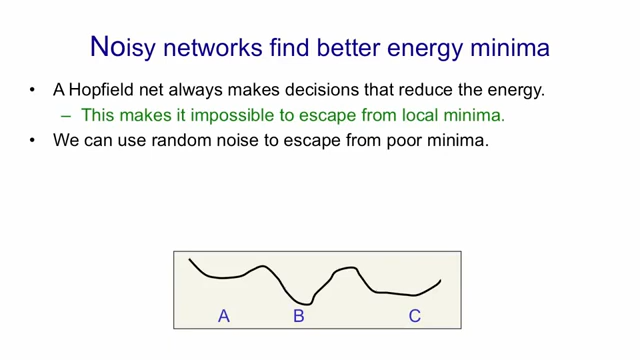 Noisy networks find better energy minima
• A Hopfield net always makes decisions that reduce the energy.
– This makes it impossible to escape from local minima.
• We can use random noise to escape from poor minima.
A B C